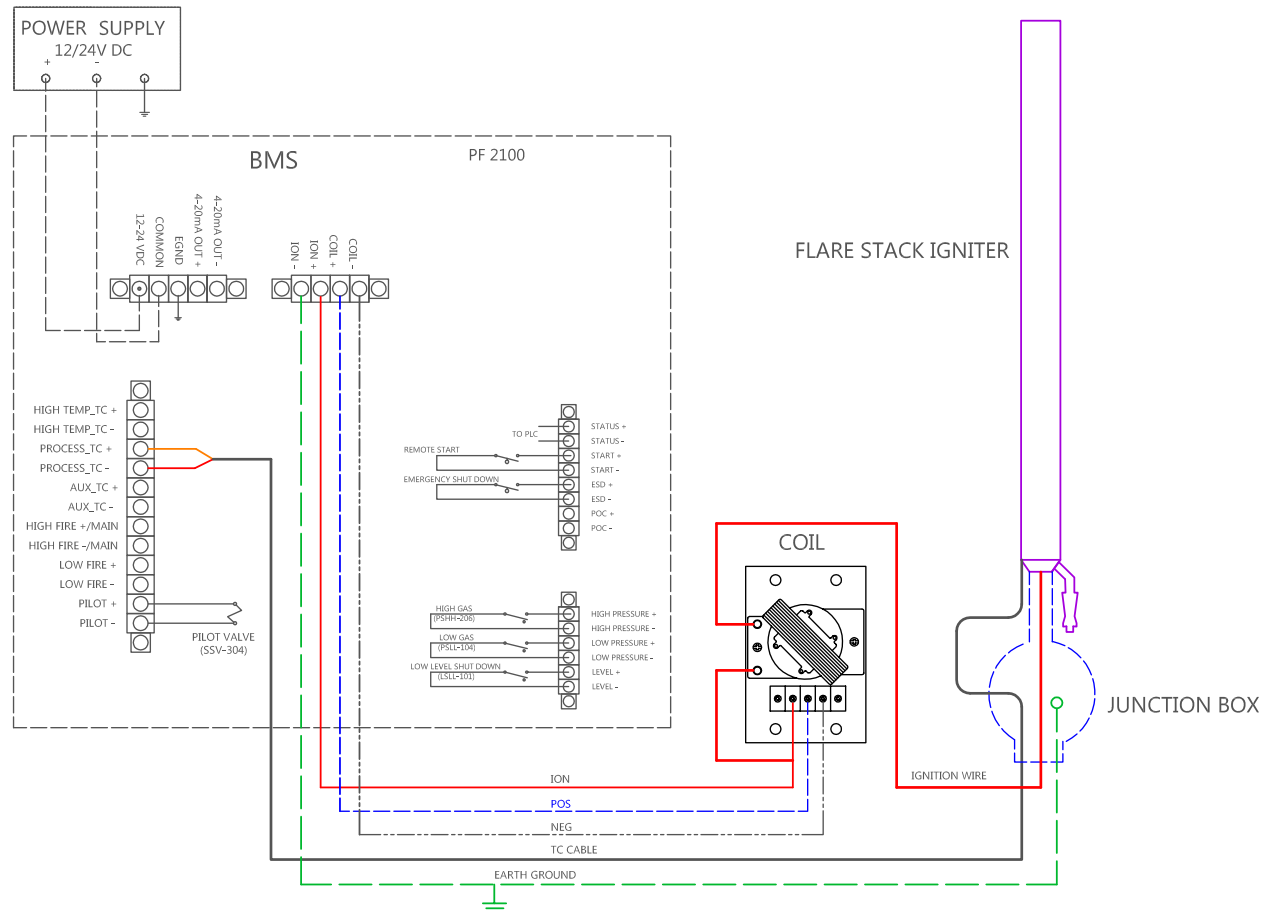 POWER SUPPLY
12/24V DC
+
-
BMS
PF 2100
12-24 VDC
COMMON
EGND
4-20mA OUT +
4-20mA OUT -
ION -
ION +
COIL +
COIL -
FLARE STACK IGNITER
HIGH TEMP_TC +
HIGH TEMP_TC -
PROCESS_TC +
PROCESS_TC -
AUX_TC +
AUX_TC -
HIGH FIRE +/MAIN
HIGH FIRE -/MAIN
LOW FIRE +
LOW FIRE -
PILOT +
PILOT -
PILOT VALVE
(SSV-304)
TO PLC
REMOTE START
EMERGENCY SHUT DOWN
STATUS +
STATUS -
START +
START -
ESD +
ESD -
POC +
POC -
HIGH GAS
(PSHH-206)
LOW GAS
(PSLL-104)
LOW LEVEL SHUT DOWN
(LSLL-101)
HIGH PRESSURE +
HIGH PRESSURE -
LOW PRESSURE +
LOW PRESSURE -
LEVEL +
LEVEL -
COIL
JUNCTION BOX
IGNITION WIRE
ION
POS
NEG
TC CABLE
EARTH GROUND